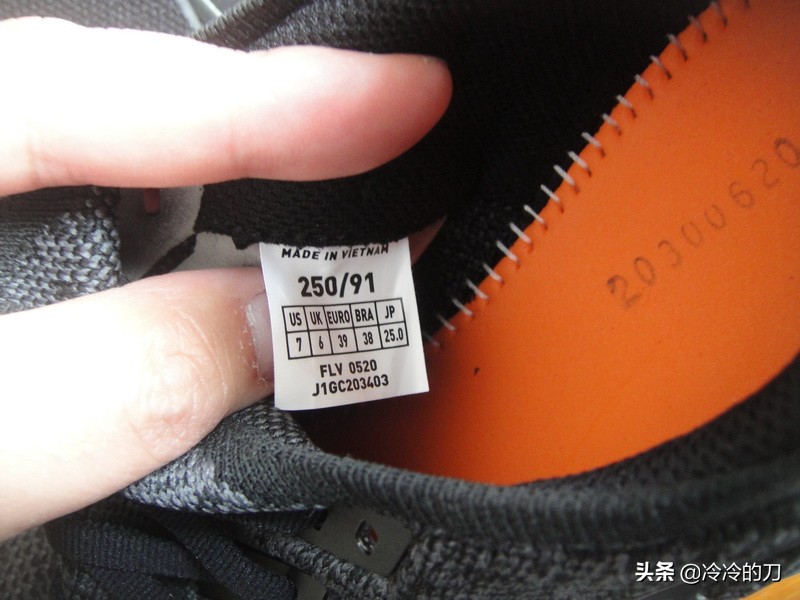 MADE IN VIETNAM
250/91
US UK EURO BRA JP
7 6 39 38 25.0
FLV 0520
J1GC203403
20300620
头条 @冷冷的刀